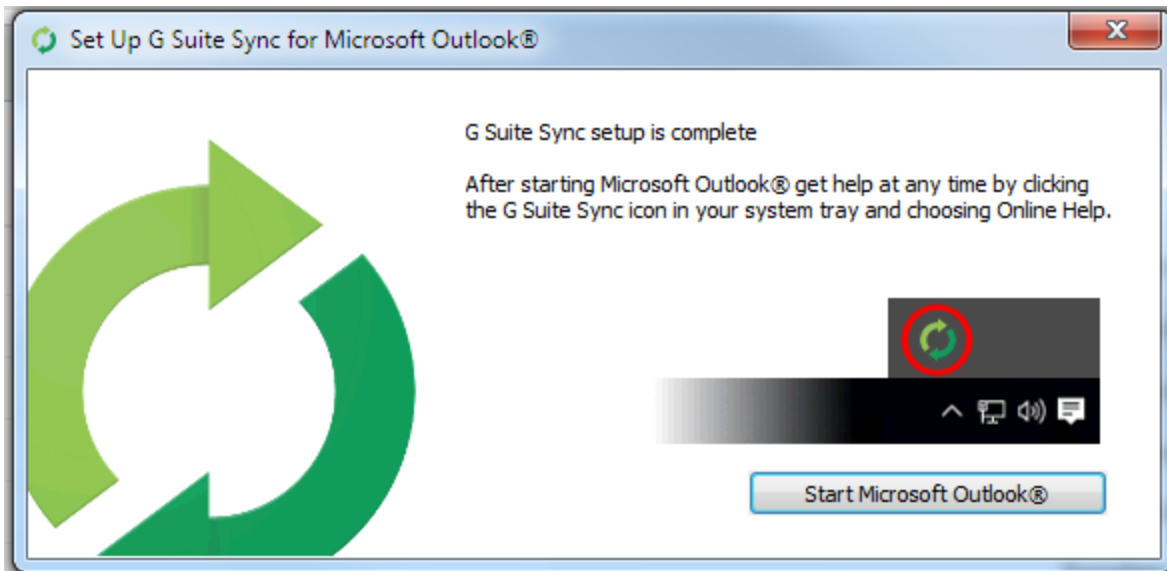 Set Up G Suite Sync for Microsoft Outlook®
G Suite Sync setup is complete
After starting Microsoft Outlook® get help at any time by clicking
the G Suite Sync icon in your system tray and choosing Online Help.
Start Microsoft Outlook®